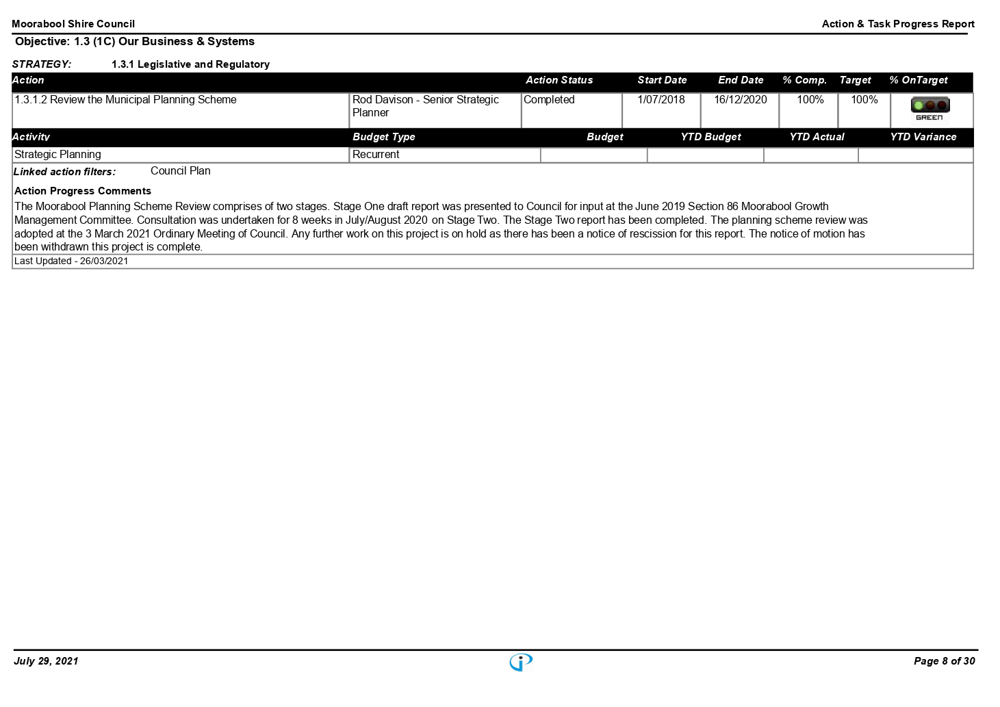 Moorabool Shire Council Action & Task Progress Report
Objective: 1.3 (1C) Our Business & Systems
STRATEGY: 1.3.1 Legislative and Regulatory
Action Action Status Start Date End Date % Comp. Target % OnTarget
1.3.1.2 Review the Municipal Planning Scheme Rod Davison - Senior Strategic Completed 1/07/2018 16/12/2020 100% 100%
Planner
GREEN
Activity Budget Type Budget YTD Budget YTD Actual YTD Variance
Strategic Planning Recurrent
Linked action filters: Council Plan
Action Progress Comments
The Moorabool Planning Scheme Review comprises of two stages. Stage One draft report was presented to Council for input at the June 2019 Section 86 Moorabool Growth
Management Committee. Consultation was undertaken for 8 weeks in July/August 2020 on Stage Two. The Stage Two report has been completed. The planning scheme review was
adopted at the 3 March 2021 Ordinary Meeting of Council. Any further work on this project is on hold as there has been a notice of rescission for this report. The notice of motion has
been withdrawn this project is complete.
Last Updated - 26/03/2021
July 29, 2021 Page 8 of 30